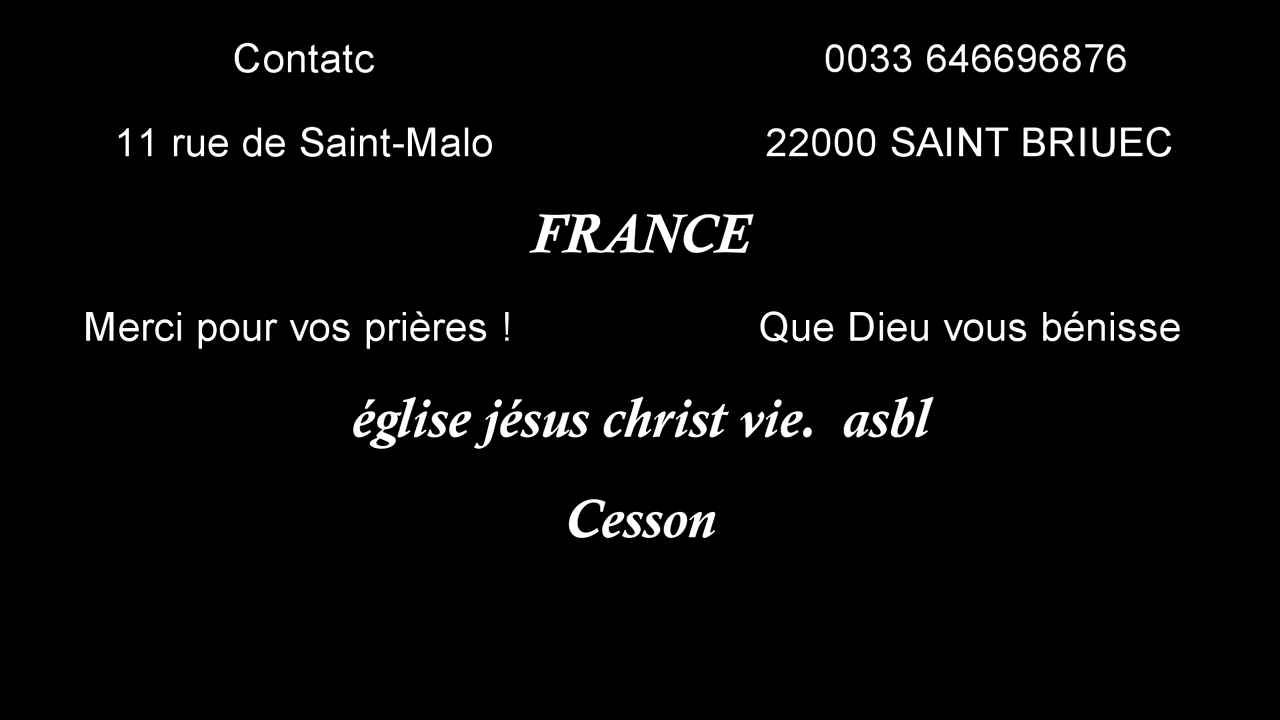 Contatc 0033 646696876
11 rue de Saint-Malo 22000 SAINT BRIUEC
FRANCE
Merci pour vos prières ! Que Dieu vous bénisse
église jésus christ vie. asbl
Cesson